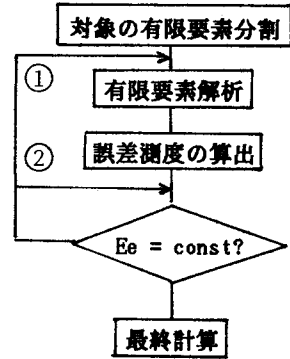 対象の有限要素分割
①
有限要素解析
誤差測度の算出
②
Ee = const?
最終計算